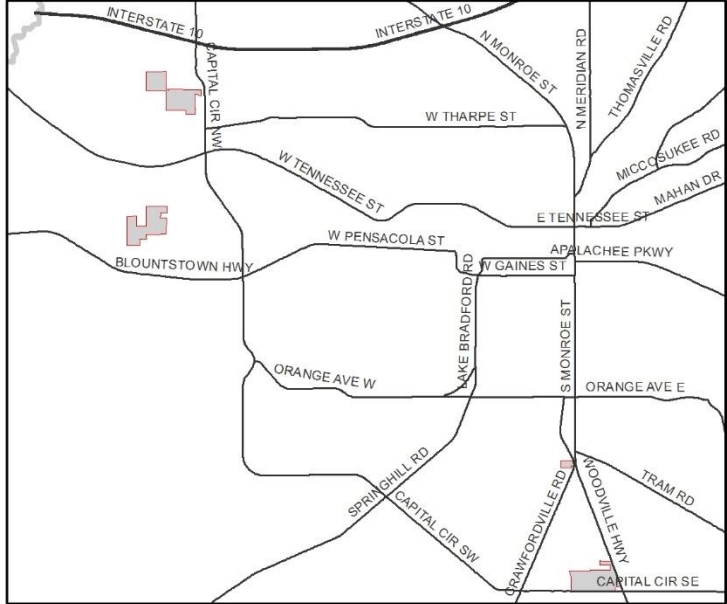 INTERSTATE 10
INTERSTATE 10
CAPITAL CIR NW
N MONROE ST
N MERIDIAN RD
THOMASVILLE RD
W THARPE ST
MICCOSUKEE RD
W TENNESSEE ST
MAHAN DR
E TENNESSEE ST
W PENSACOLA ST
APALACHEE PKWY
BLOUNTSTOWN HWY
W GAINES ST
LAKE BRADFORD RD
S MONROE ST
ORANGE AVE W
ORANGE AVE E
SPRINGHILL RD
CAPITAL CIR SW
CRAWFORDVILLE RD
WOODVILLE HWY
TRAM RD
CAPITAL CIR SE